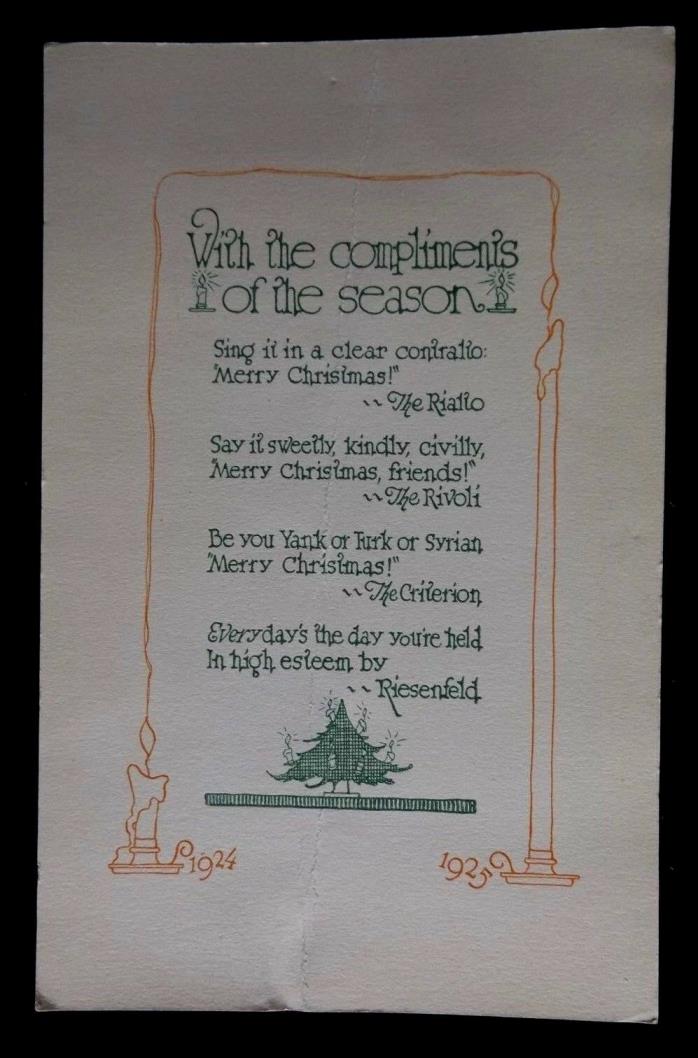 With the compliments
of the season
Sing it in a clear contralto:
"Merry Christmas!"
~~ The Rialto
Say it sweetly, kindly, civilly,
"Merry Christmas, friends!"
~~ The Rivoli
Be you Yank or Turk or Syrian
"Merry Christmas!"
~~ The Criterion
Everyday's the day you're held
In high esteem by
~~ Riesenfeld
1924
1925